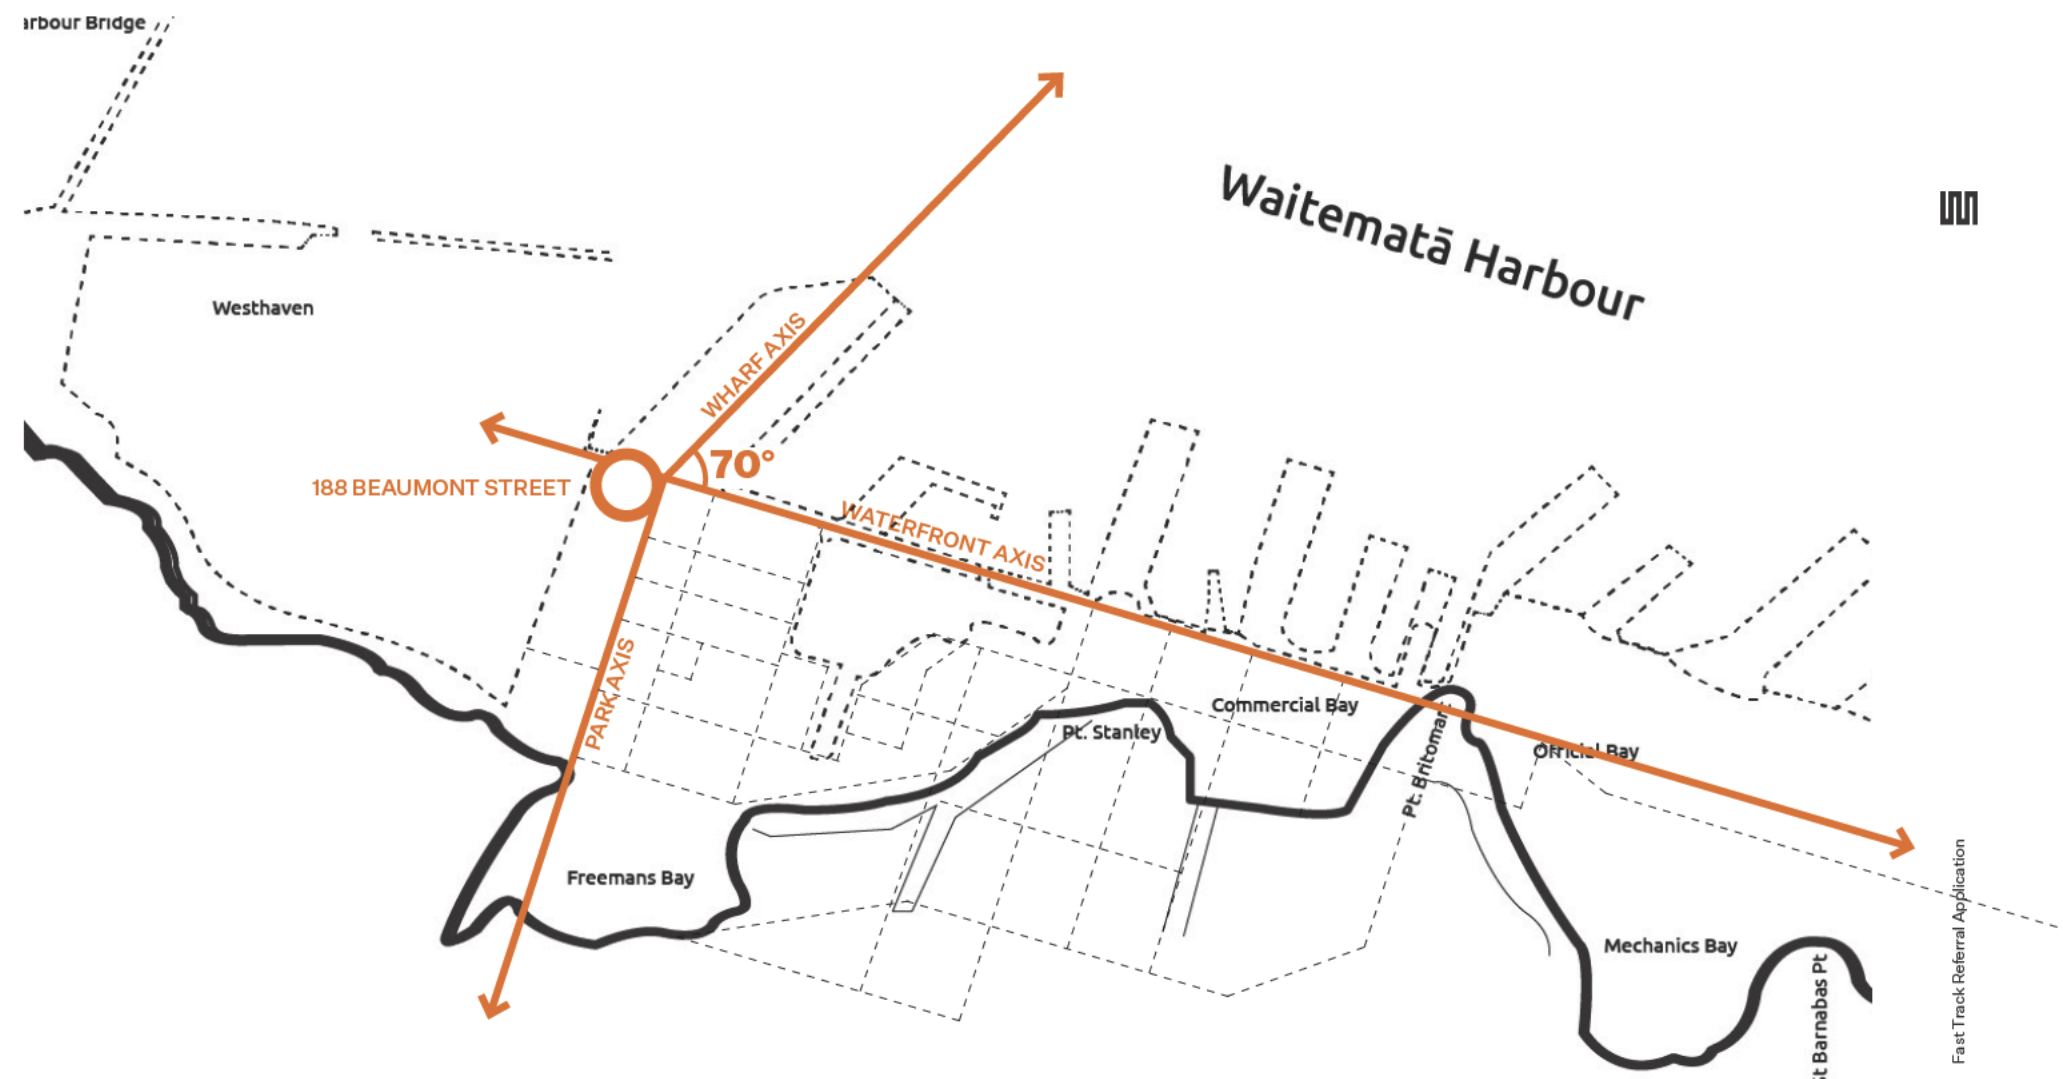 arbour Bridge
Waitematā Harbour
Westhaven
WHARF AXIS
70°
188 BEAUMONT STREET
WATERFRONT AXIS
PARK AXIS
Commercial Bay
Pt. Stanley
Pt. Britomart
Official Bay
Freemans Bay
Mechanics Bay
st Barnabas Pt
Fast Track Referral Application